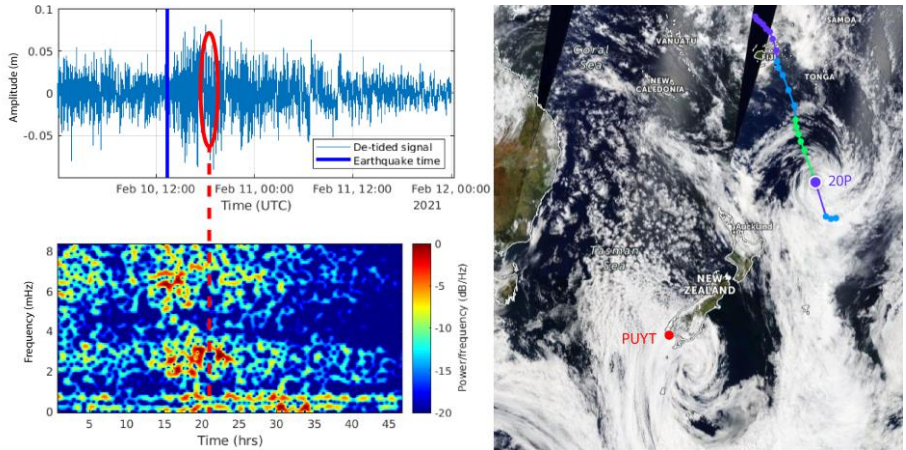 0.1
0.05
0
-0.05
Amplitude (m)
De-tided signal
Earthquake time
Feb 10, 12:00
Feb 11, 00:00
Feb 11, 12:00
Feb 12, 00:00
Time (UTC)
2021
8
6
4
2
0
Frequency (mHz)
5
10
15
20
25
30
35
40
45
Time (hrs)
0
-5
-10
-15
-20
Power/frequency (dB/Hz)
SAMOA
Coral
Sea
VANUATU
NEW
CALEDONIA
TONGA
20P
Auckland
Tasman
Sea
NEW
ZEALAND
PUYT